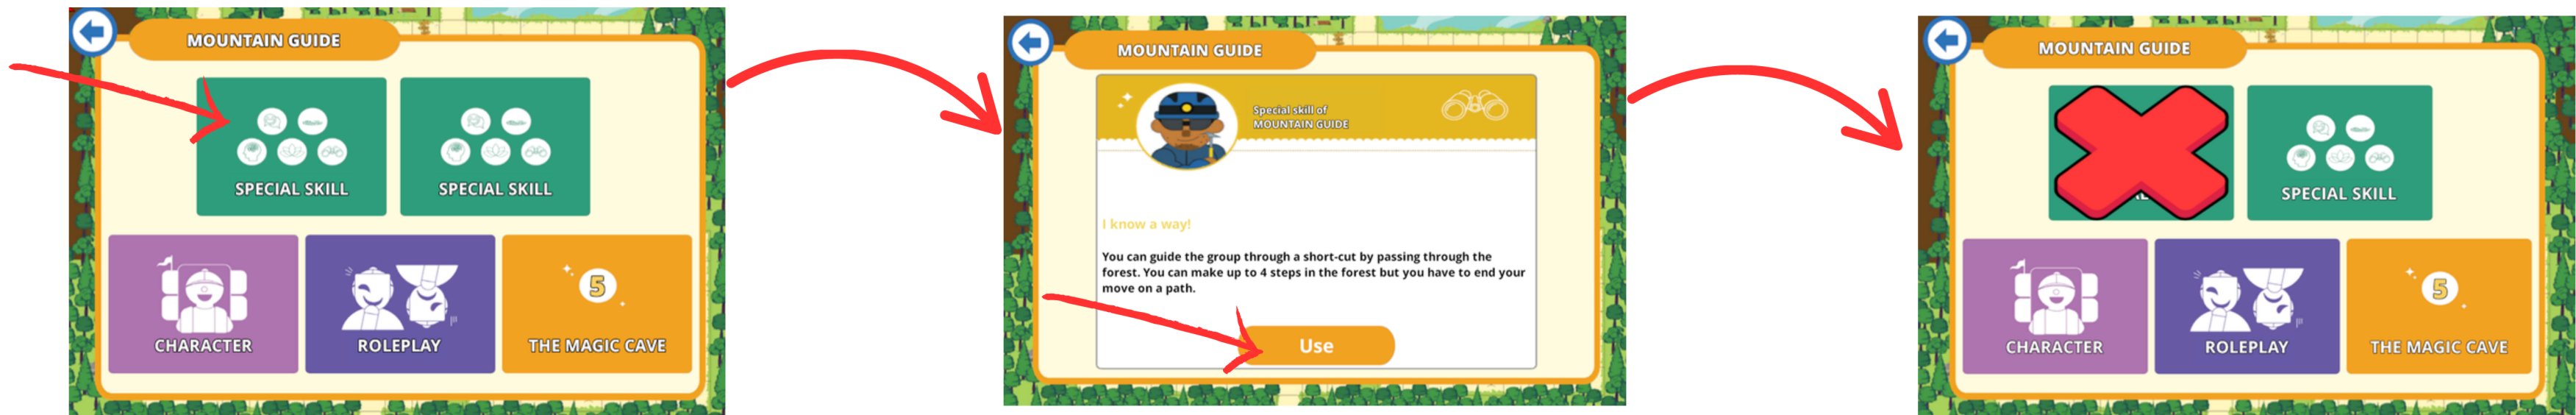 MOUNTAIN GUIDE
SPECIAL SKILL
SPECIAL SKILL
CHARACTER
ROLEPLAY
5
THE MAGIC CAVE
MOUNTAIN GUIDE
Special skill of
MOUNTAIN GUIDE
I know a way!
You can guide the group through a short-cut by passing through the
forest. You can make up to 4 steps in the forest but you have to end your
move on a path.
Use
MOUNTAIN GUIDE
SPECIAL SKILL
CHARACTER
ROLEPLAY
5
THE MAGIC CAVE